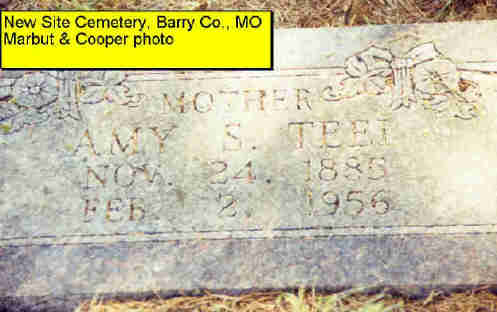 New Site Cemetery, Barry Co., MO
Marbut & Cooper photo
MOTHER
AMY S. TEEL
NOV. 24. 1885
FEB. 2. 1956